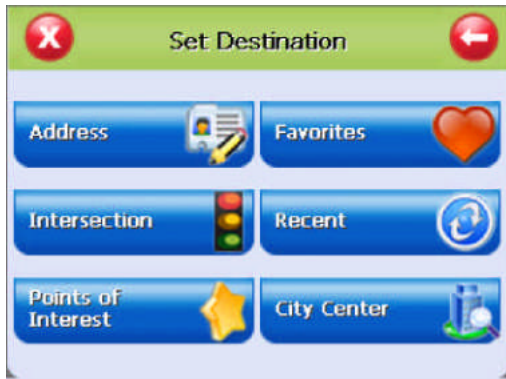 Set Destination
Address
Favorites
Intersection
Recent
Points of
Interest
City Center